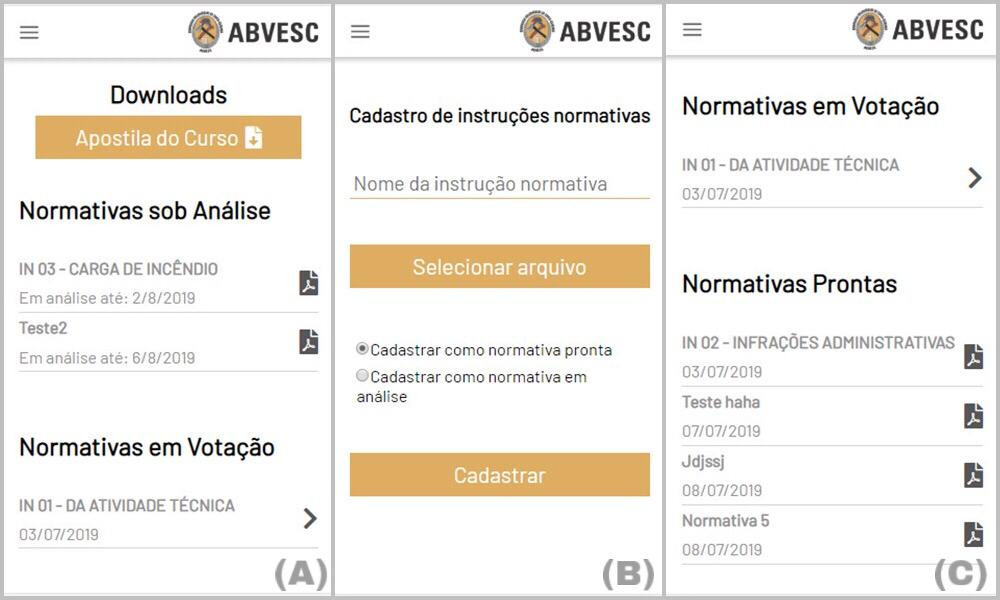 ABVESC
Downloads
Apostila do Curso
Normativas sob Análise
IN 03 - CARGA DE INCÊNDIO
Em análise até: 2/8/2019
Teste2
Em análise até: 6/8/2019
Normativas em Votação
IN 01 - DA ATIVIDADE TÉCNICA
03/07/2019
(A)
ABVESC
Cadastro de instruções normativas
Nome da instrução normativa
Selecionar arquivo
Cadastrar como normativa pronta
Cadastrar como normativa em
análise
Cadastrar
(B)
ABVESC
Normativas em Votação
IN 01 - DA ATIVIDADE TÉCNICA
03/07/2019
Normativas Prontas
IN 02 - INFRAÇÕES ADMINISTRATIVAS
03/07/2019
Teste haha
07/07/2019
Jdjssj
08/07/2019
Normativa 5
08/07/2019
(C)